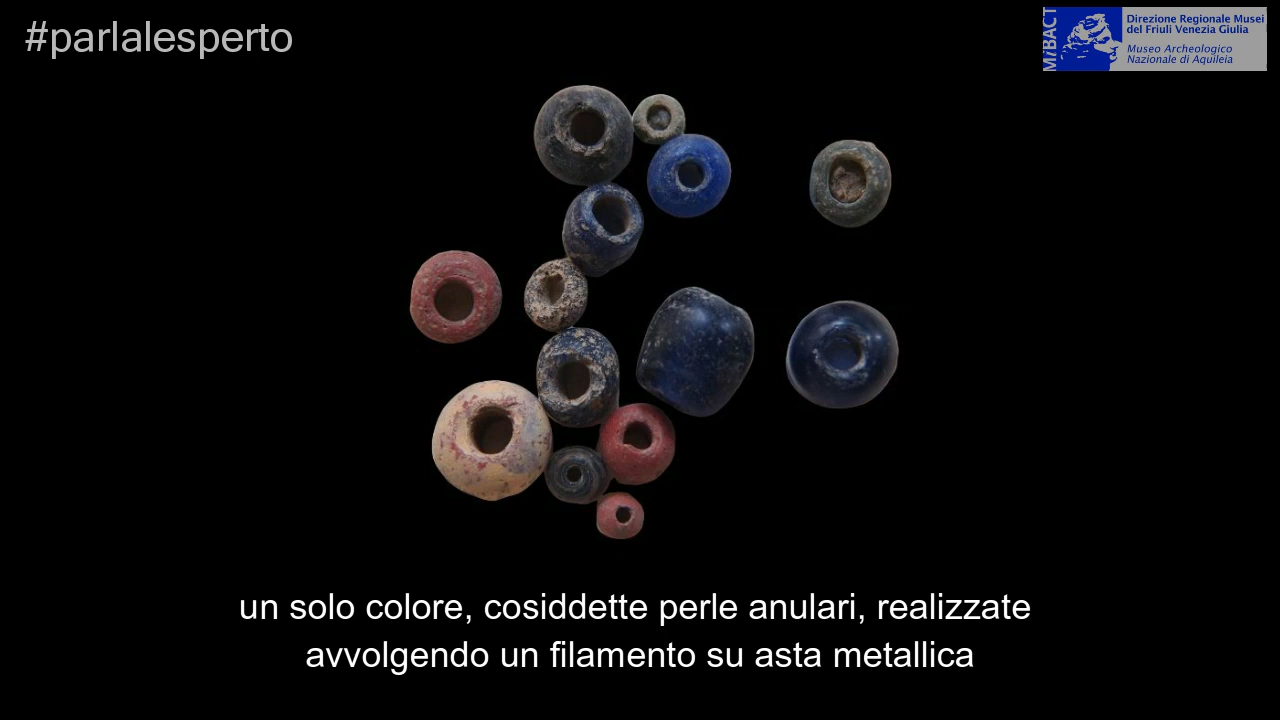 #parlalesperto
MiBACT
Direzione Regionale Musei
del Friuli Venezia Giulia
Museo Archeologico
Nazionale di Aquileia
un solo colore, cosiddette perle anulari, realizzate
avvolgendo un filamento su asta metallica